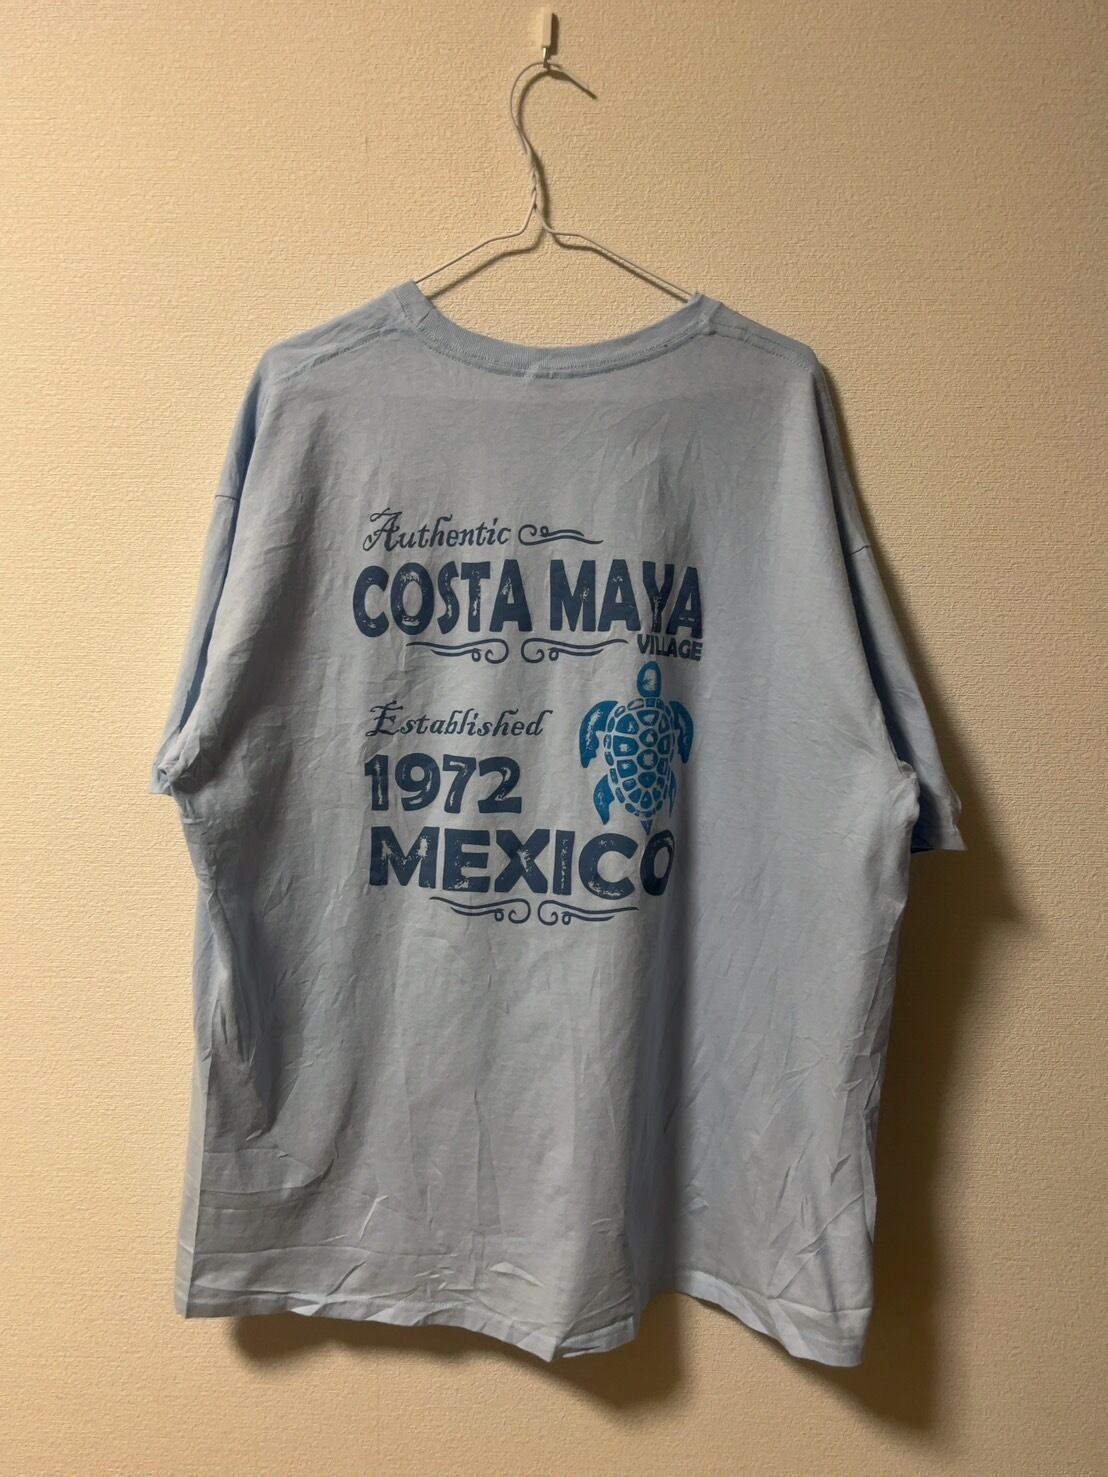 Authentic
COSTA MAYA
VILLAGE
Established
1972
MEXICO